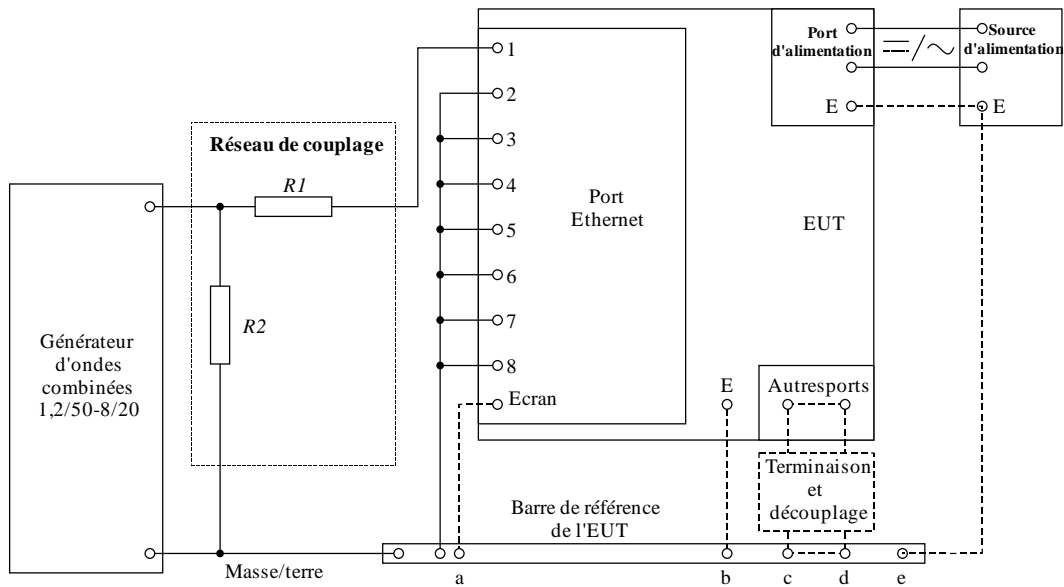 Port
d'alimentation
Source
d'alimentation
E
E
1
2
3
4
5
6
7
8
Ecran
Port
Ethernet
EUT
Réseau de couplage
R1
R2
Générateur
d'ondes
combinées
1,2/50-8/20
E
Autresports
Terminaison
et
découplage
Barre de référence
de l'EUT
Masse/terre
a
b
c
d
e